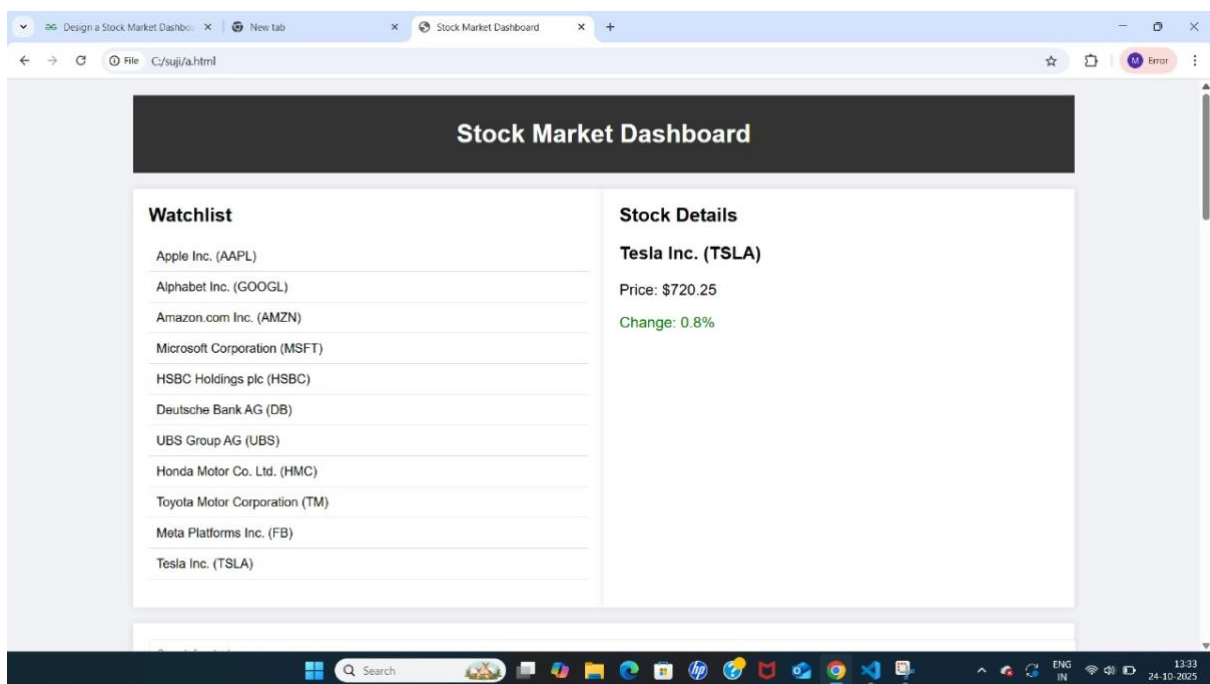 Design a Stock Market Dashbo
New tab
Stock Market Dashboard
File C:/suji/a.html
M Error
Stock Market Dashboard
Watchlist
Apple Inc. (AAPL)
Alphabet Inc. (GOOGL)
Amazon.com Inc. (AMZN)
Microsoft Corporation (MSFT)
HSBC Holdings plc (HSBC)
Deutsche Bank AG (DB)
UBS Group AG (UBS)
Honda Motor Co. Ltd. (HMC)
Toyota Motor Corporation (TM)
Meta Platforms Inc. (FB)
Tesla Inc. (TSLA)
Stock Details
Tesla Inc. (TSLA)
Price: $720.25
Change: 0.8%
Search
hp
ENG
IN
13:33
24-10-2025